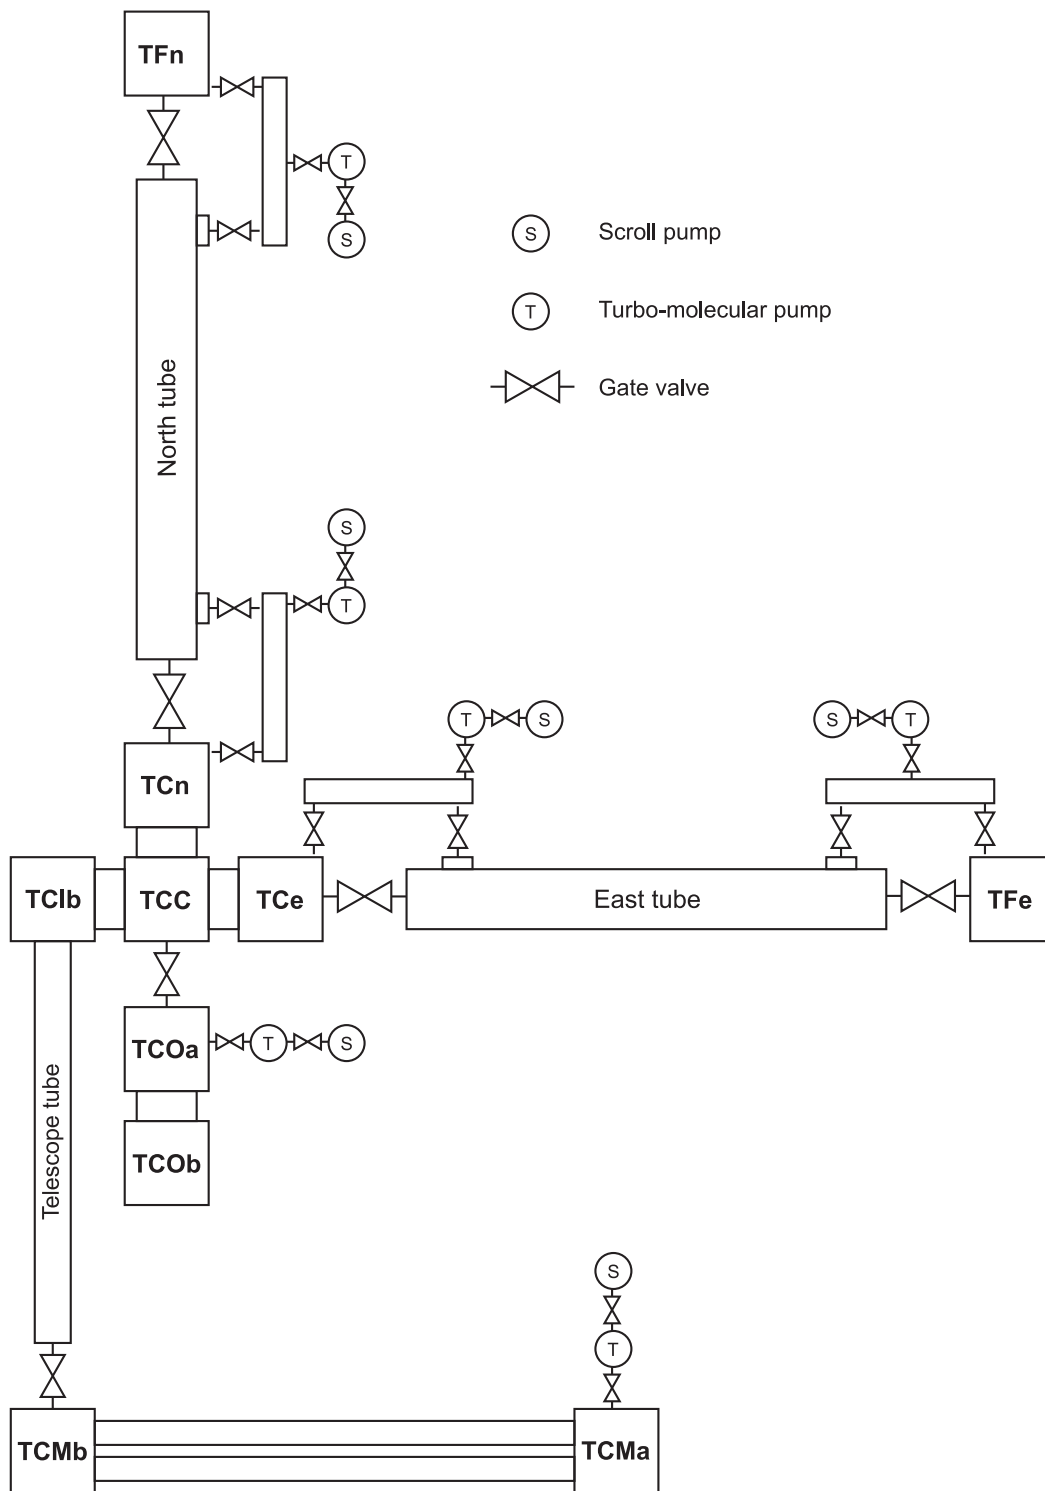 TFn
T
S
S
Scroll pump
T
Turbo-molecular pump
Gate valve
North tube
S
T
T
S
S
T
TCn
TCIb
TCC
TCe
East tube
TFe
TCOa
T
S
Telescope tube
TCOb
S
T
TCMb
TCMa